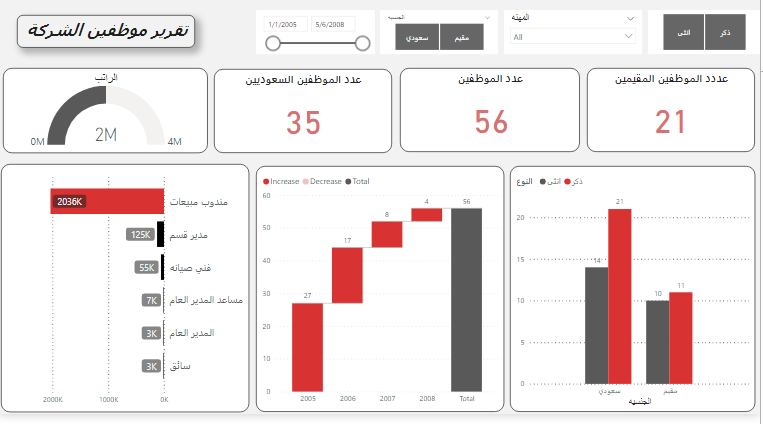 تقرير موظفين الشركة
1/1/2005 5/6/2008
الجنسيه
سعودي مقيم
المهنه
All
انثى ذكر
الراتب
0M 2M 4M
عدد الموظفين السعوديين
35
عدد الموظفين
56
عددد الموظفين المقيمين
21
2036K مندوب مبيعات
125K مدير قسم
55K فني صيانه
7K مساعد المدير العام
3K المدير العام
3K سائق
2000K 1000K 0K
Increase Decrease Total
60
50
40
30
20
10
0
27
17
8
4
56
2005 2006 2007 2008 Total
النوع انثى ذكر
20
15
10
5
0
14
21
10
11
سعودي مقيم
الجنسيه